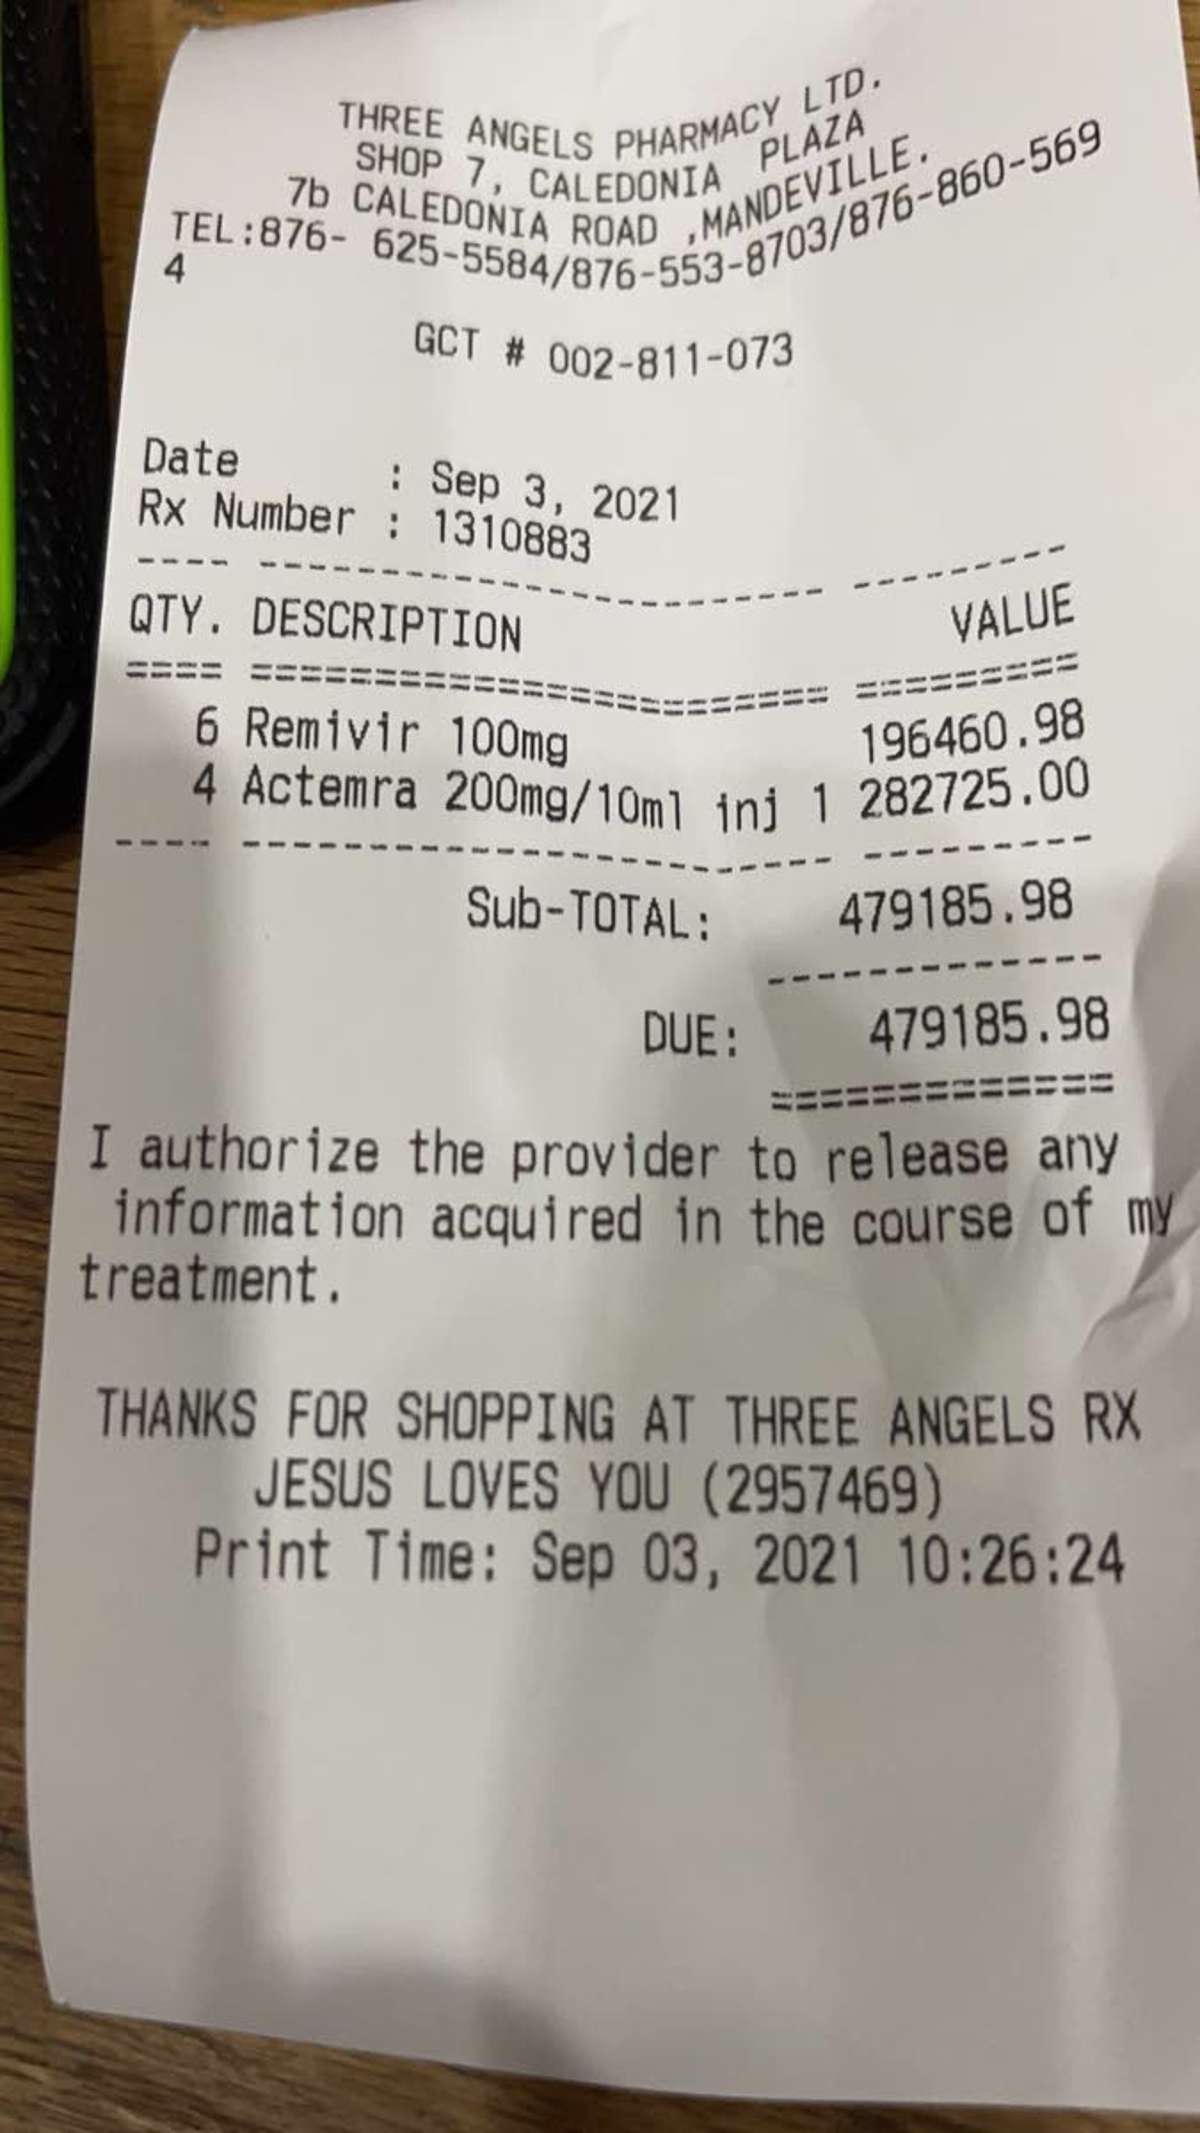 THREE ANGELS PHARMACY LTD.
SHOP 7, CALEDONIA PLAZA
7b CALEDONIA ROAD ,MANDEVILLE.
TEL:876- 625-5584/876-553-8703/876-860-569
4
GCT # 002-811-073
Date : Sep 3, 2021
Rx Number : 1310883
---- ------------------------- ---------
QTY. DESCRIPTION VALUE
==== ========================= =========
6 Remivir 100mg 196460.98
4 Actemra 200mg/10ml inj 1 282725.00
---- ------------------------- ---------
Sub-TOTAL: 479185.98
-------------
DUE: 479185.98
=============
I authorize the provider to release any
information acquired in the course of my
treatment.
THANKS FOR SHOPPING AT THREE ANGELS RX
JESUS LOVES YOU (2957469)
Print Time: Sep 03, 2021 10:26:24